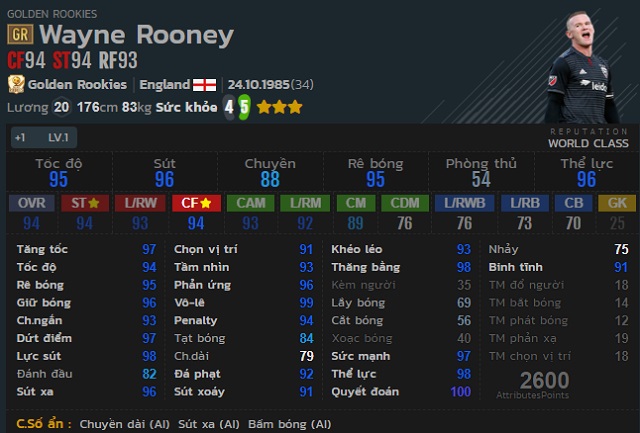 GOLDEN ROOKIES
GR Wayne Rooney
CF94 ST94 RF93
Golden Rookies England 24.10.1985(34)
Lương 20 176cm 83kg Sức khỏe 4 5
+1 LV.1
REPUTATION
WORLD CLASS
Tốc độ Sút Chuyền Rê bóng Phòng thủ Thể lực
95 96 88 95 54 96
OVR ST L/RW CF CAM L/RM CM CDM L/RWB L/RB CB GK
94 94 93 94 93 92 89 76 76 73 70 25
Tăng tốc 97 Chọn vị trí 91 Khéo léo 93 Nhảy 75
Tốc độ 94 Tầm nhìn 93 Thăng bằng 98 Bình tĩnh 91
Rê bóng 95 Phản ứng 96 Kèm người 35 TM đổ người 18
Giữ bóng 96 Vô-lê 99 Lấy bóng 69 TM bắt bóng 14
Ch.ngắn 93 Penalty 94 Cắt bóng 56 TM phát bóng 12
Dứt điểm 97 Tạt bóng 84 Xoạc bóng 40 TM phản xạ 19
Lực sút 98 Ch.dài 79 Sức mạnh 97 TM chọn vị trí 18
Đánh đầu 82 Đá phạt 92 Thể lực 98
Sút xa 96 Sút xoáy 91 Quyết đoán 100
2600
AttributesPoints
C.Số ẩn : Chuyền dài (AI) Sút xa (AI) Bấm bóng (AI)